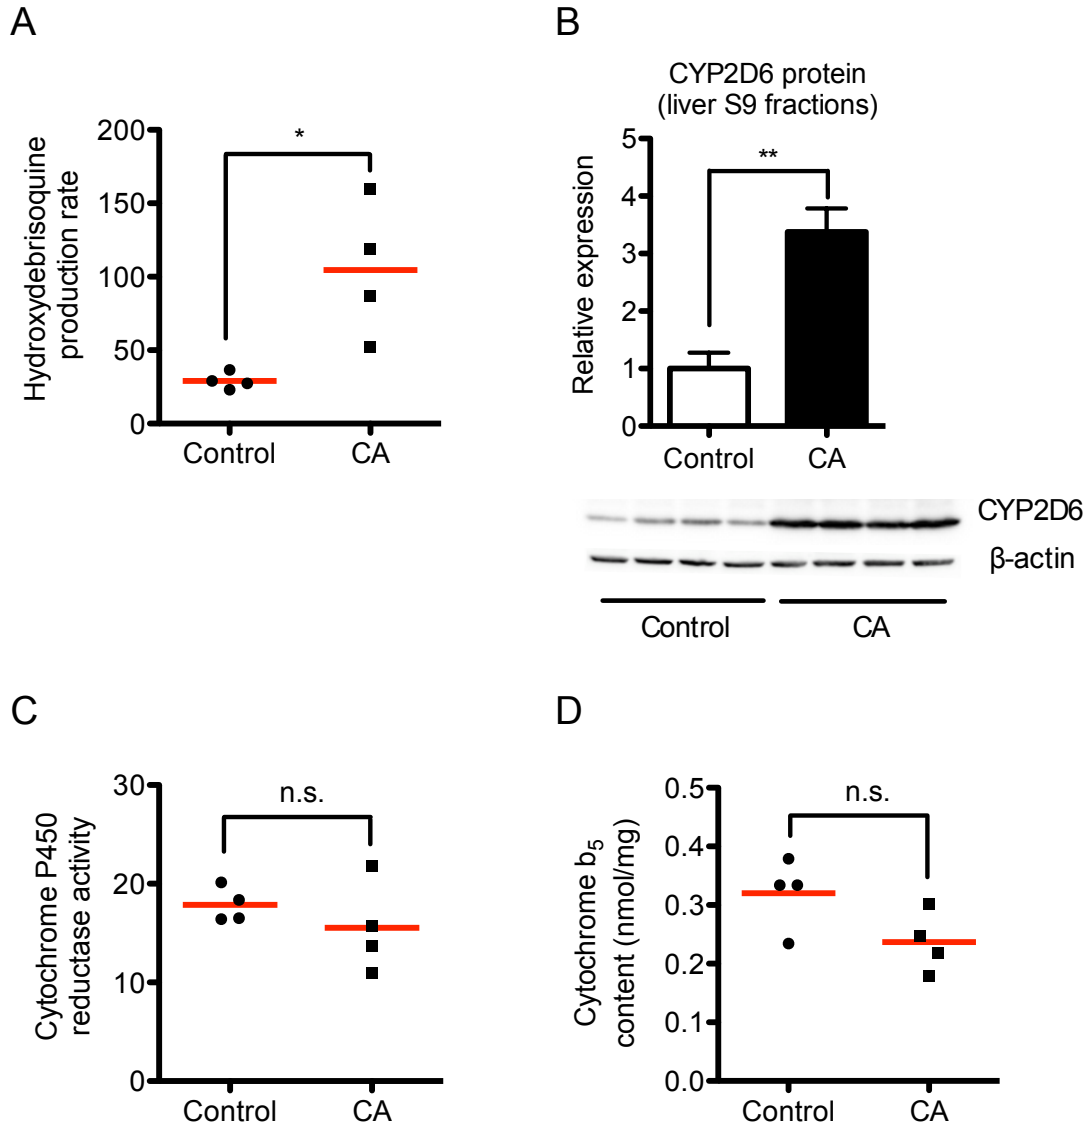 A
Hydroxydebrisoquine
production rate
200
150
100
50
0
*
Control
CA
B
CYP2D6 protein
(liver S9 fractions)
Relative expression
5
4
3
2
1
0
**
Control
CA
CYP2D6
β-actin
Control
CA
C
Cytochrome P450
reductase activity
30
20
10
0
n.s.
Control
CA
D
Cytochrome b5
content (nmol/mg)
0.5
0.4
0.3
0.2
0.1
0.0
n.s.
Control
CA